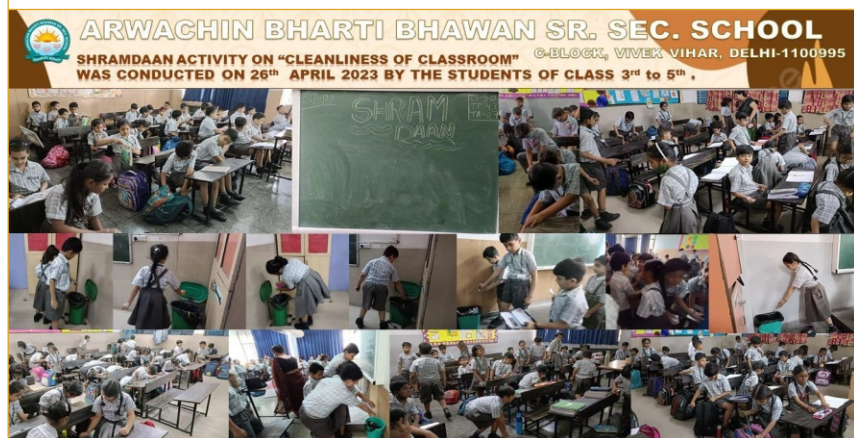 ARWACHIN BHARTI BHAWAN SR. SEC. SCHOOL
C-BLOCK, VIVEK VIHAR, DELHI-1100995
SHRAMDAAN ACTIVITY ON “CLEANLINESS OF CLASSROOM”
WAS CONDUCTED ON 26th APRIL 2023 BY THE STUDENTS OF CLASS 3rd to 5th .
SHRAM
DAAN